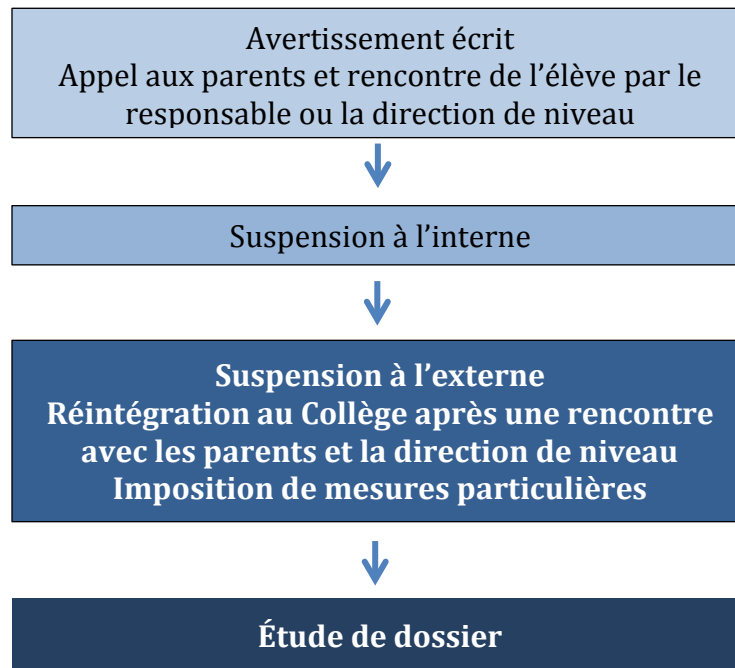 Avertissement écrit
Appel aux parents et rencontre de l’élève par le
responsable ou la direction de niveau
Suspension à l’interne
Suspension à l’externe
Réintégration au Collège après une rencontre
avec les parents et la direction de niveau
Imposition de mesures particulières
Étude de dossier